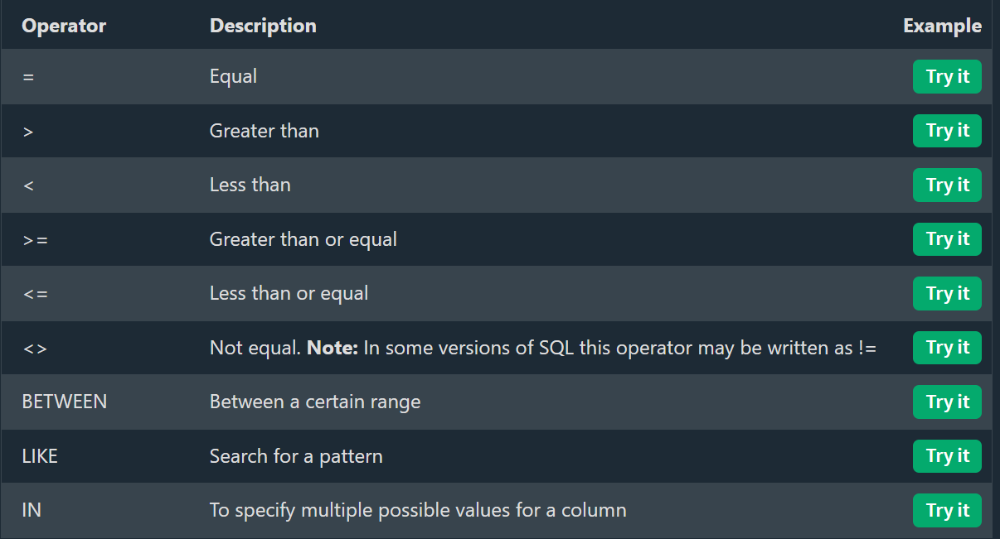 Operator Description Example
= Equal Try it
> Greater than Try it
< Less than Try it
>= Greater than or equal Try it
<= Less than or equal Try it
<> Not equal. Note: In some versions of SQL this operator may be written as != Try it
BETWEEN Between a certain range Try it
LIKE Search for a pattern Try it
IN To specify multiple possible values for a column Try it